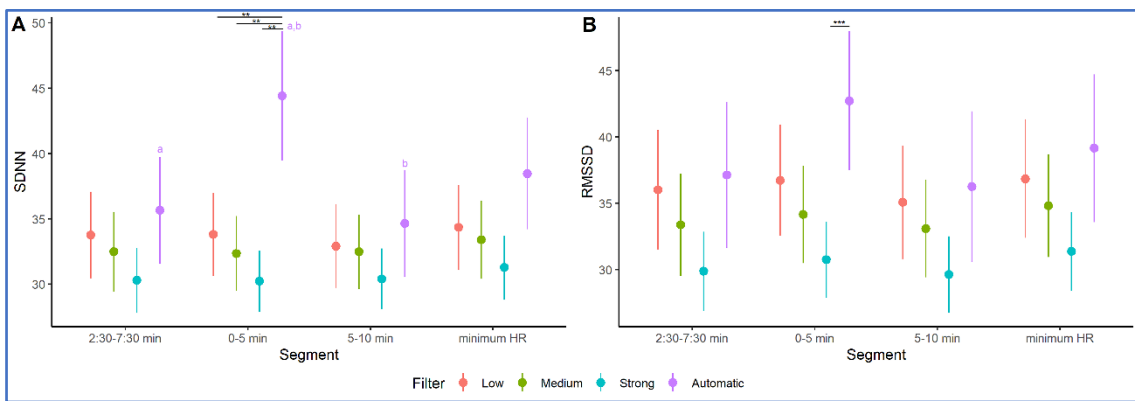 A
50
45
40
35
30
SDNN
**
**
**
a,b
a
b
2:30-7:30 min
0-5 min
5-10 min
minimum HR
Segment
B
45
40
35
30
RMSSD
***
2:30-7:30 min
0-5 min
5-10 min
minimum HR
Segment
Filter Low Medium Strong Automatic